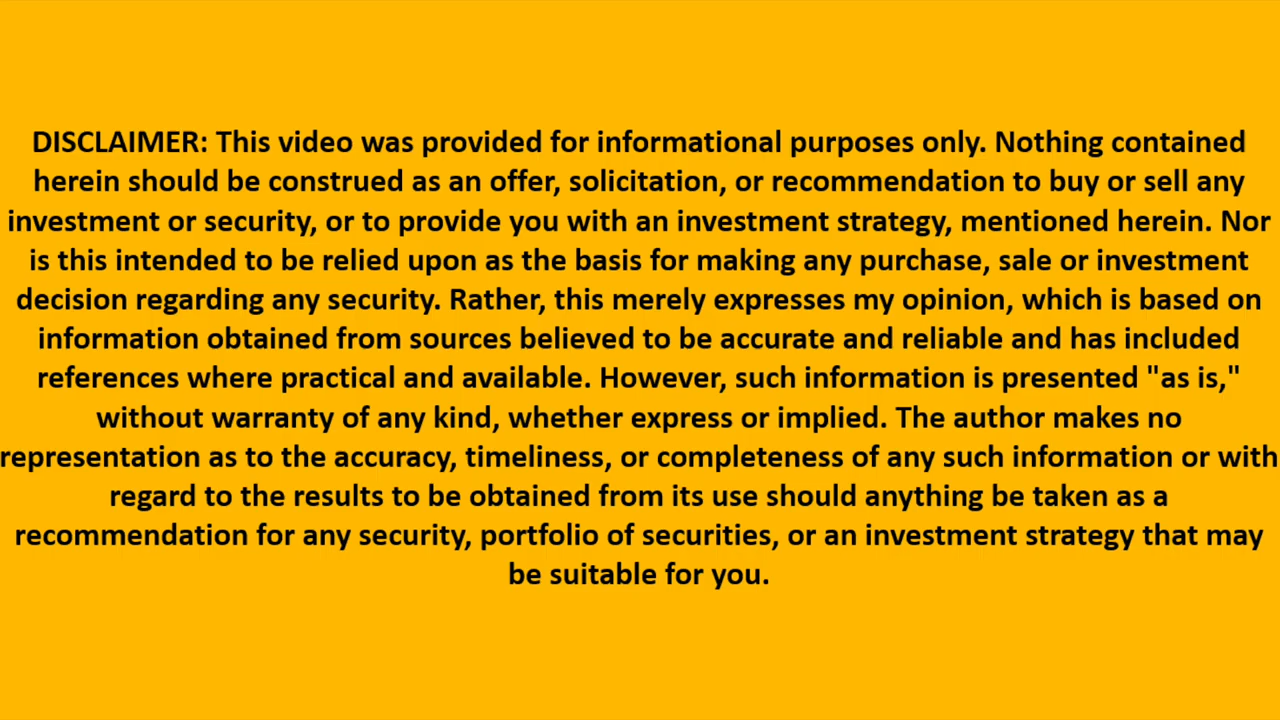 DISCLAIMER: This video was provided for informational purposes only. Nothing contained
herein should be construed as an offer, solicitation, or recommendation to buy or sell any
investment or security, or to provide you with an investment strategy, mentioned herein. Nor
is this intended to be relied upon as the basis for making any purchase, sale or investment
decision regarding any security. Rather, this merely expresses my opinion, which is based on
information obtained from sources believed to be accurate and reliable and has included
references where practical and available. However, such information is presented "as is,"
without warranty of any kind, whether express or implied. The author makes no
representation as to the accuracy, timeliness, or completeness of any such information or with
regard to the results to be obtained from its use should anything be taken as a
recommendation for any security, portfolio of securities, or an investment strategy that may
be suitable for you.